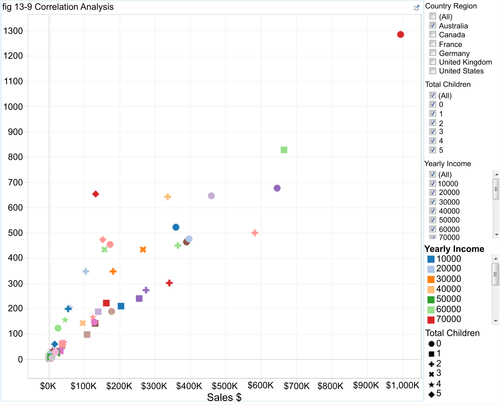 fig 13-9 Correlation Analysis
1300
1200
1100
1000
900
800
700
600
500
400
300
200
100
0
$0K $100K $200K $300K $400K $500K $600K $700K $800K $900K $1,000K
Sales $
Country Region
(All)
Australia
Canada
France
Germany
United Kingdom
United States
Total Children
(All)
0
1
2
3
4
5
Yearly Income
(All)
10000
20000
30000
40000
50000
60000
70000
Yearly Income
10000
20000
30000
40000
50000
60000
70000
Total Children
0
1
2
3
4
5